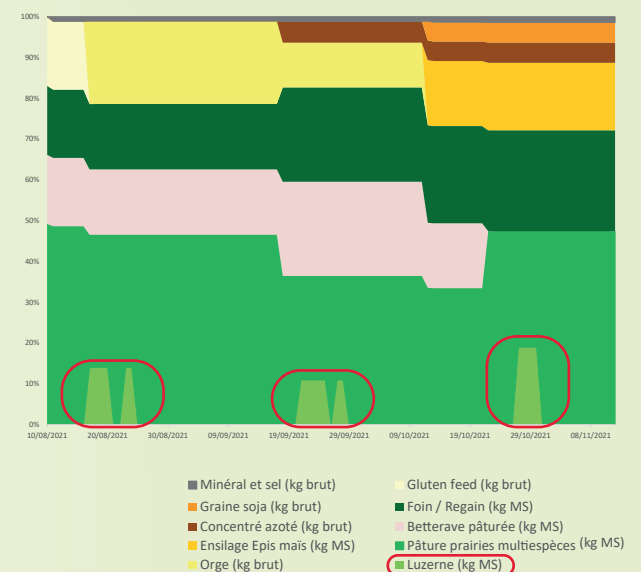 100%
90%
80%
70%
60%
50%
40%
30%
20%
10%
0%
10/08/2021 20/08/2021 30/08/2021 09/09/2021 19/09/2021 29/09/2021 09/10/2021 19/10/2021 29/10/2021 08/11/2021
Minéral et sel (kg brut) Gluten feed (kg brut)
Graine soja (kg brut) Foin / Regain (kg MS)
Concentré azoté (kg brut) Betterave pâturée (kg MS)
Ensilage Epis maïs (kg MS) Pâture prairies multiespèces (kg MS)
Orge (kg brut) Luzerne (kg MS)